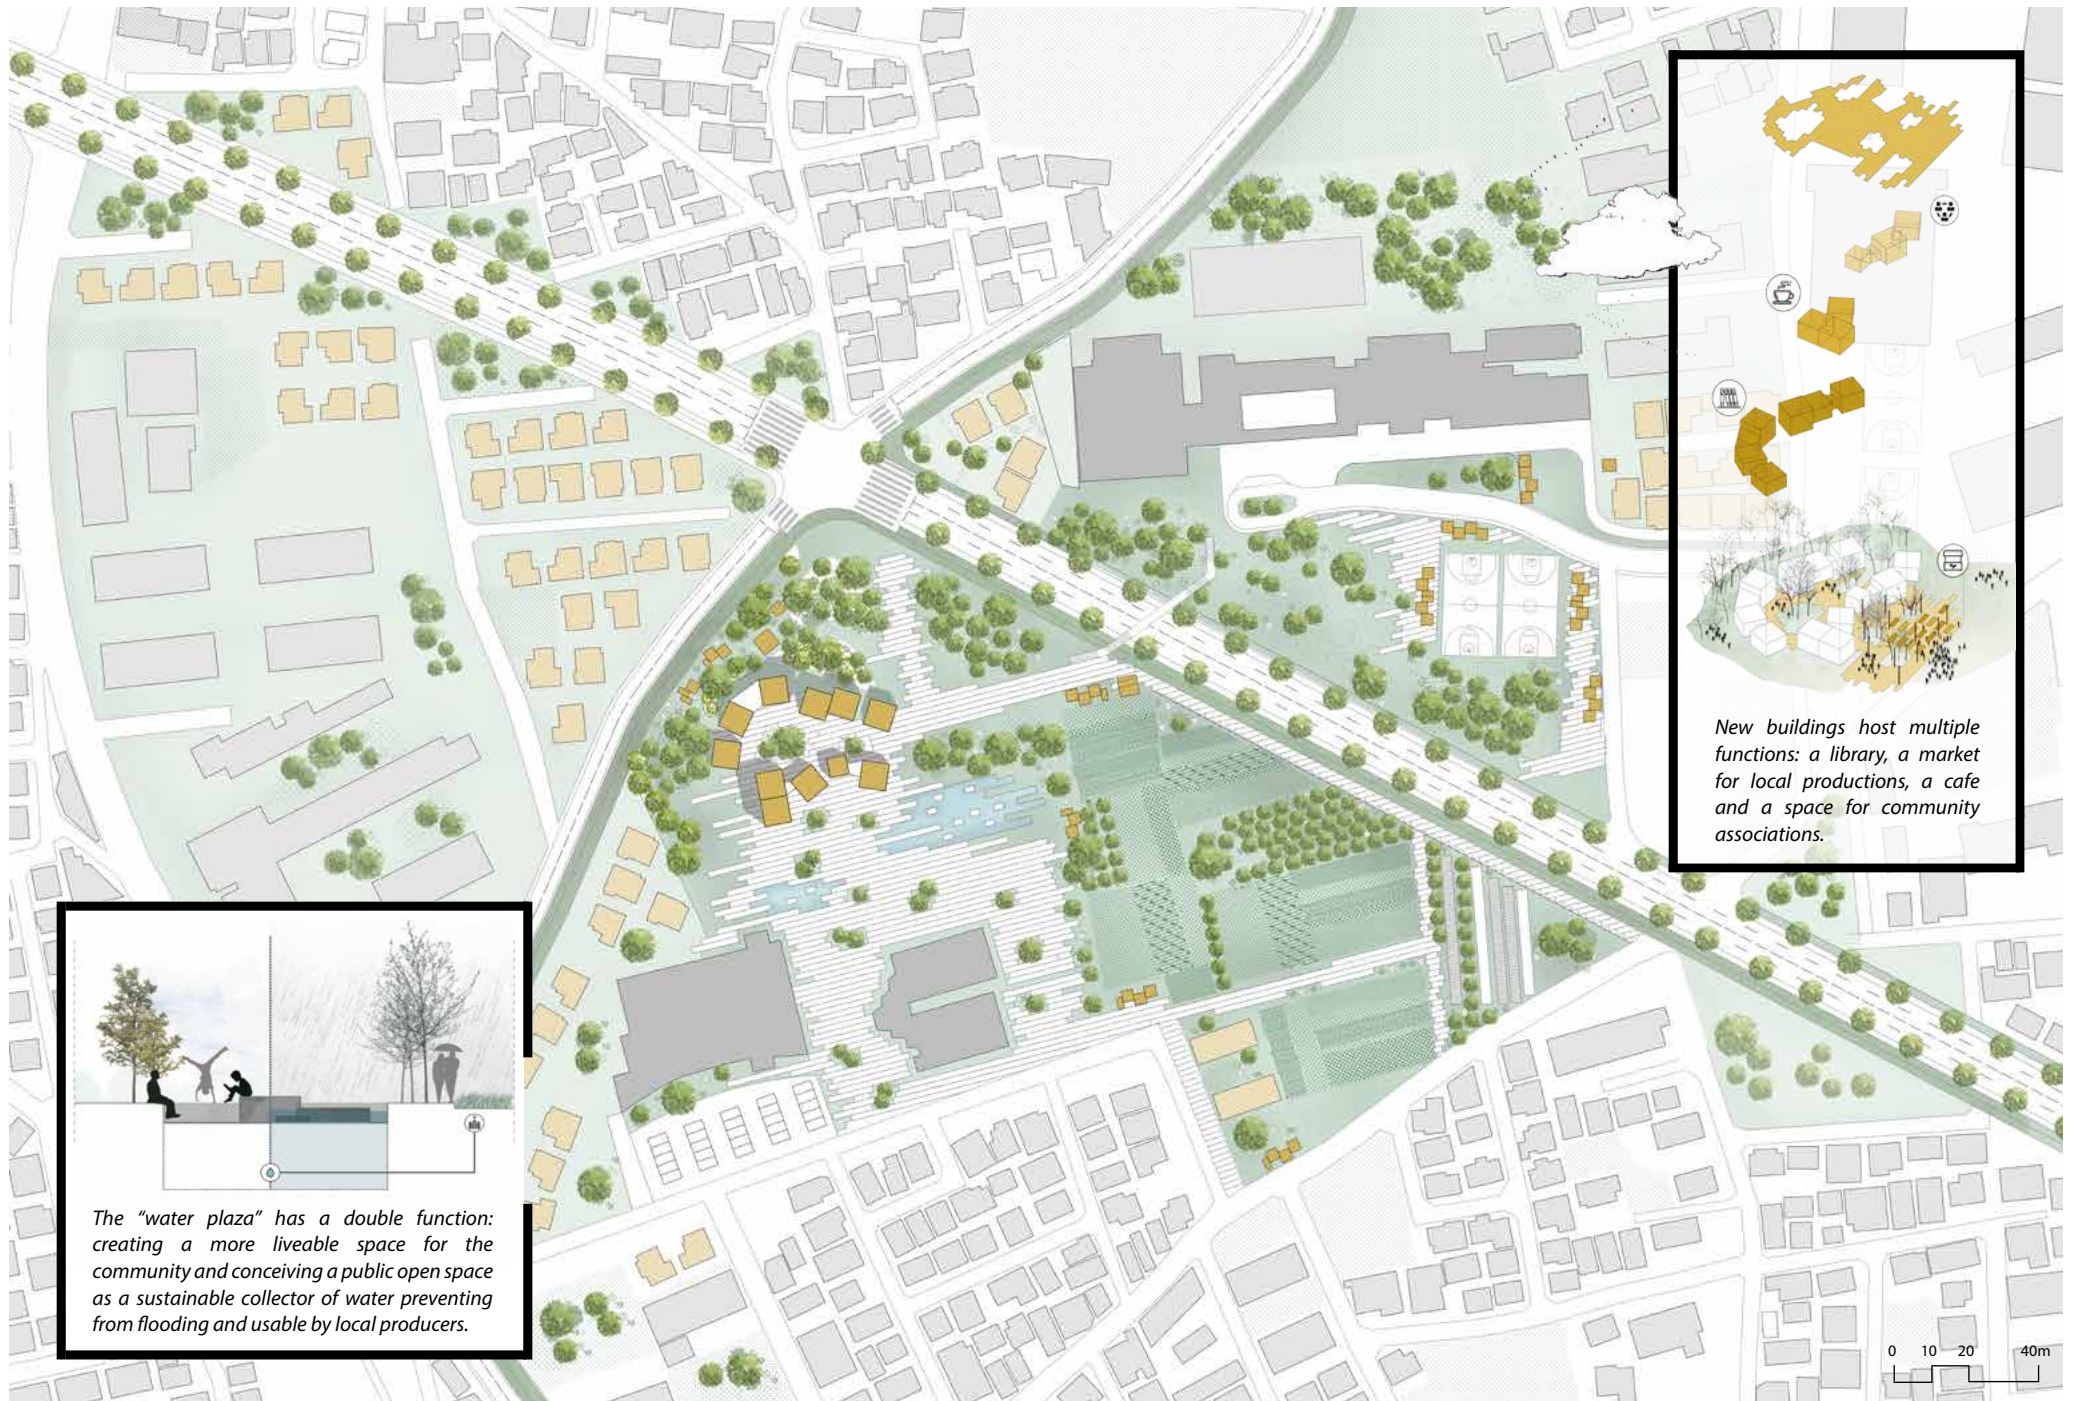 New buildings host multiple
functions: a library, a market
for local productions, a cafe
and a space for community
associations.
The “water plaza” has a double function:
creating a more liveable space for the
community and conceiving a public open space
as a sustainable collector of water preventing
from flooding and usable by local producers.
0 10 20 40m